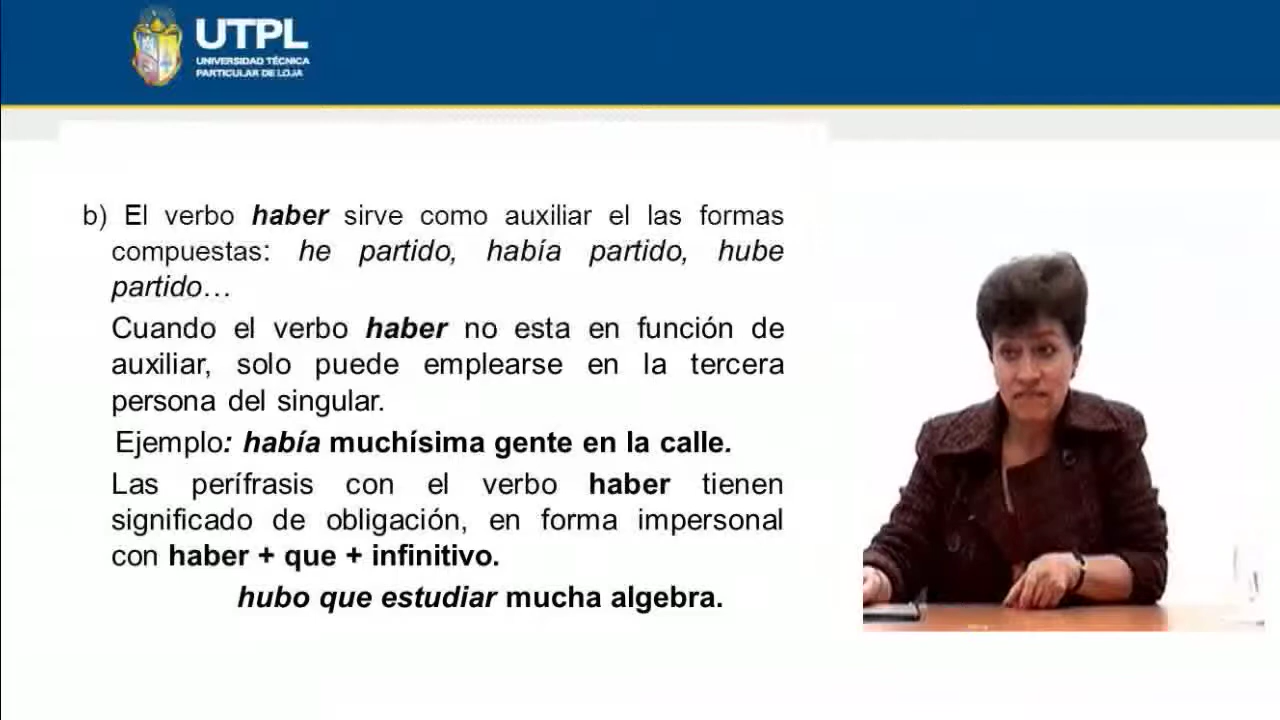 UTPL
UNIVERSIDAD TÉCNICA
PARTICULAR DE LOJA
b) El verbo haber sirve como auxiliar el las formas
compuestas: he partido, había partido, hube
partido…
Cuando el verbo haber no esta en función de
auxiliar, solo puede emplearse en la tercera
persona del singular.
Ejemplo: había muchísima gente en la calle.
Las perífrasis con el verbo haber tienen
significado de obligación, en forma impersonal
con haber + que + infinitivo.
hubo que estudiar mucha algebra.